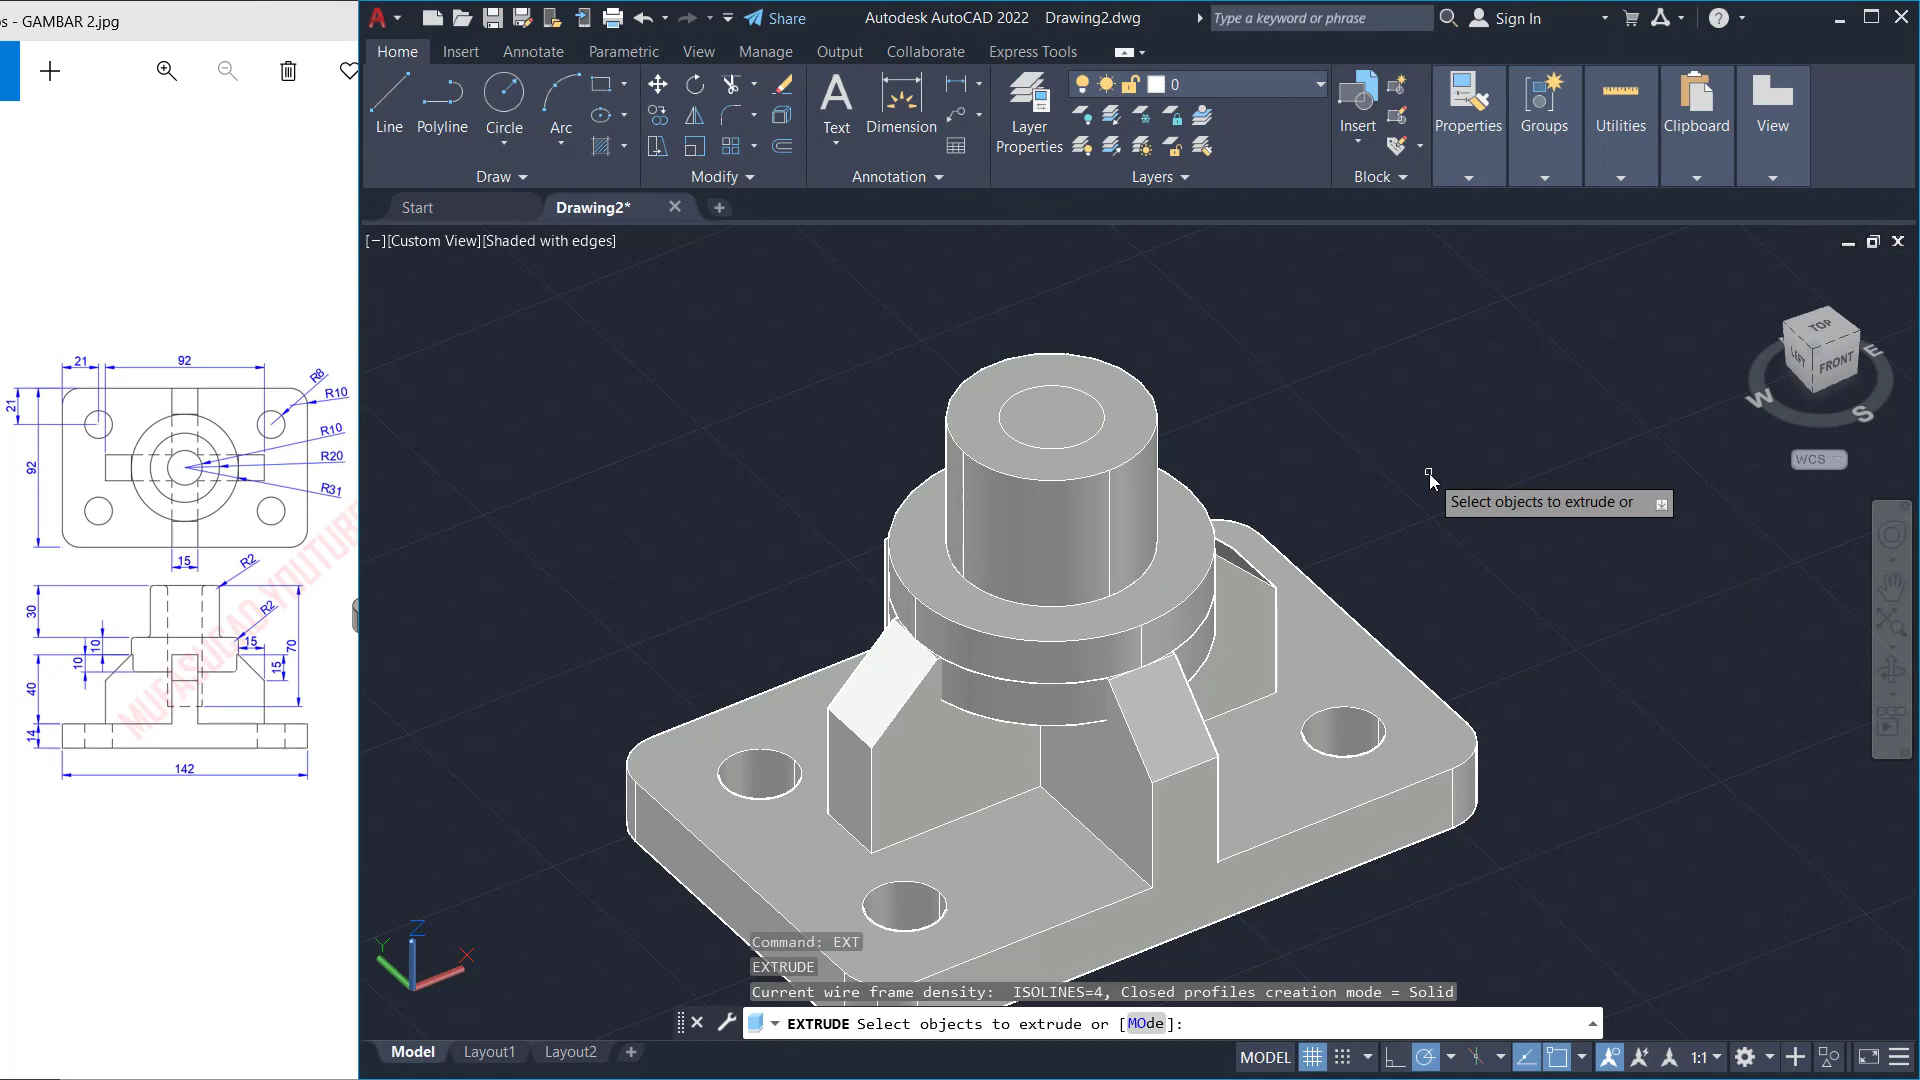 s - GAMBAR 2.jpg
Share
Autodesk AutoCAD 2022 Drawing2.dwg
Type a keyword or phrase
Sign In
Home Insert Annotate Parametric View Manage Output Collaborate Express Tools
0
Line Polyline Circle Arc
Text Dimension
Layer Properties
Insert
Properties Groups Utilities Clipboard View
Draw Modify Annotation Layers Block
Start Drawing2*
[−][Custom View][Shaded with edges]
TOP
LEFT FRONT
W S E
WCS
Select objects to extrude or
21 92 R8
R10
21
R10
92
R20
R31
15
R2
30
R2
10 15 70
10
15
40
14
142
MUFASUCAD YOUTUBE
Z
Y X
Command: EXT
EXTRUDE
Current wire frame density: ISOLINES=4, Closed profiles creation mode = Solid
EXTRUDE Select objects to extrude or [MOde]:
Model Layout1 Layout2
MODEL 1:1